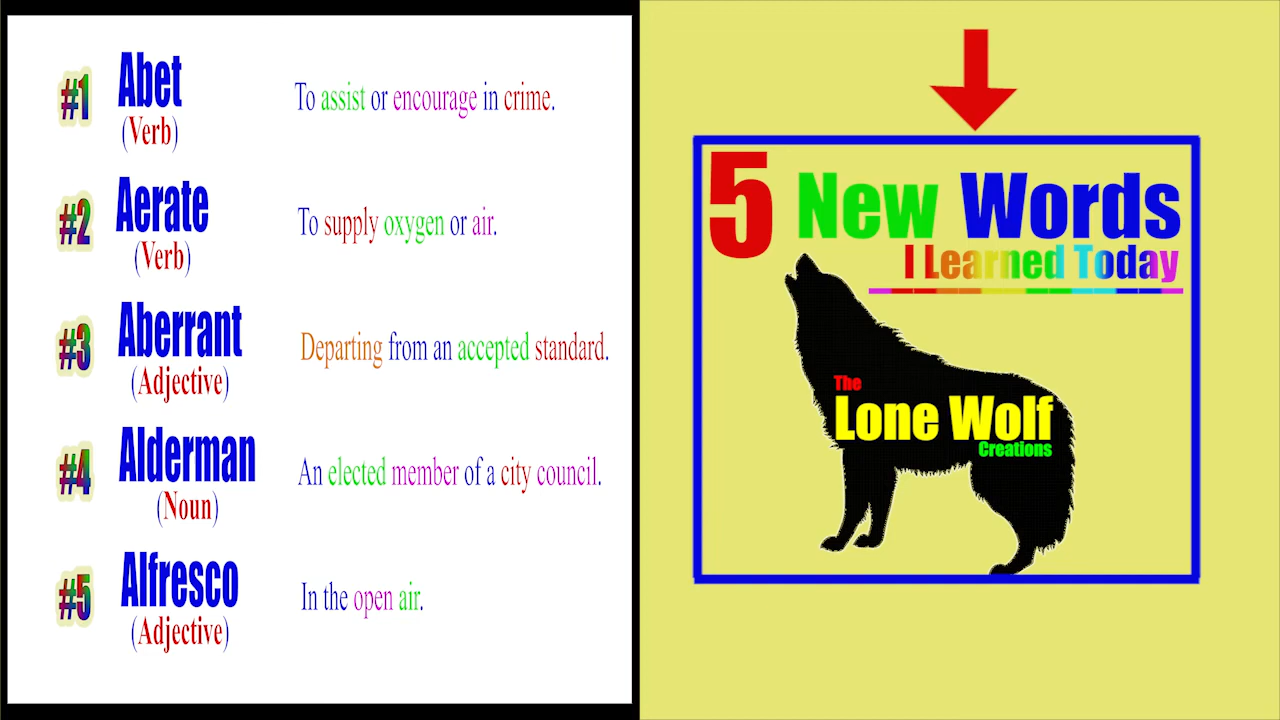 #1 Abet To assist or encourage in crime.
(Verb)
#2 Aerate To supply oxygen or air.
(Verb)
#3 Aberrant Departing from an accepted standard.
(Adjective)
#4 Alderman An elected member of a city council.
(Noun)
#5 Alfresco In the open air.
(Adjective)
5 New Words
I Learned Today
The
Lone Wolf
Creations